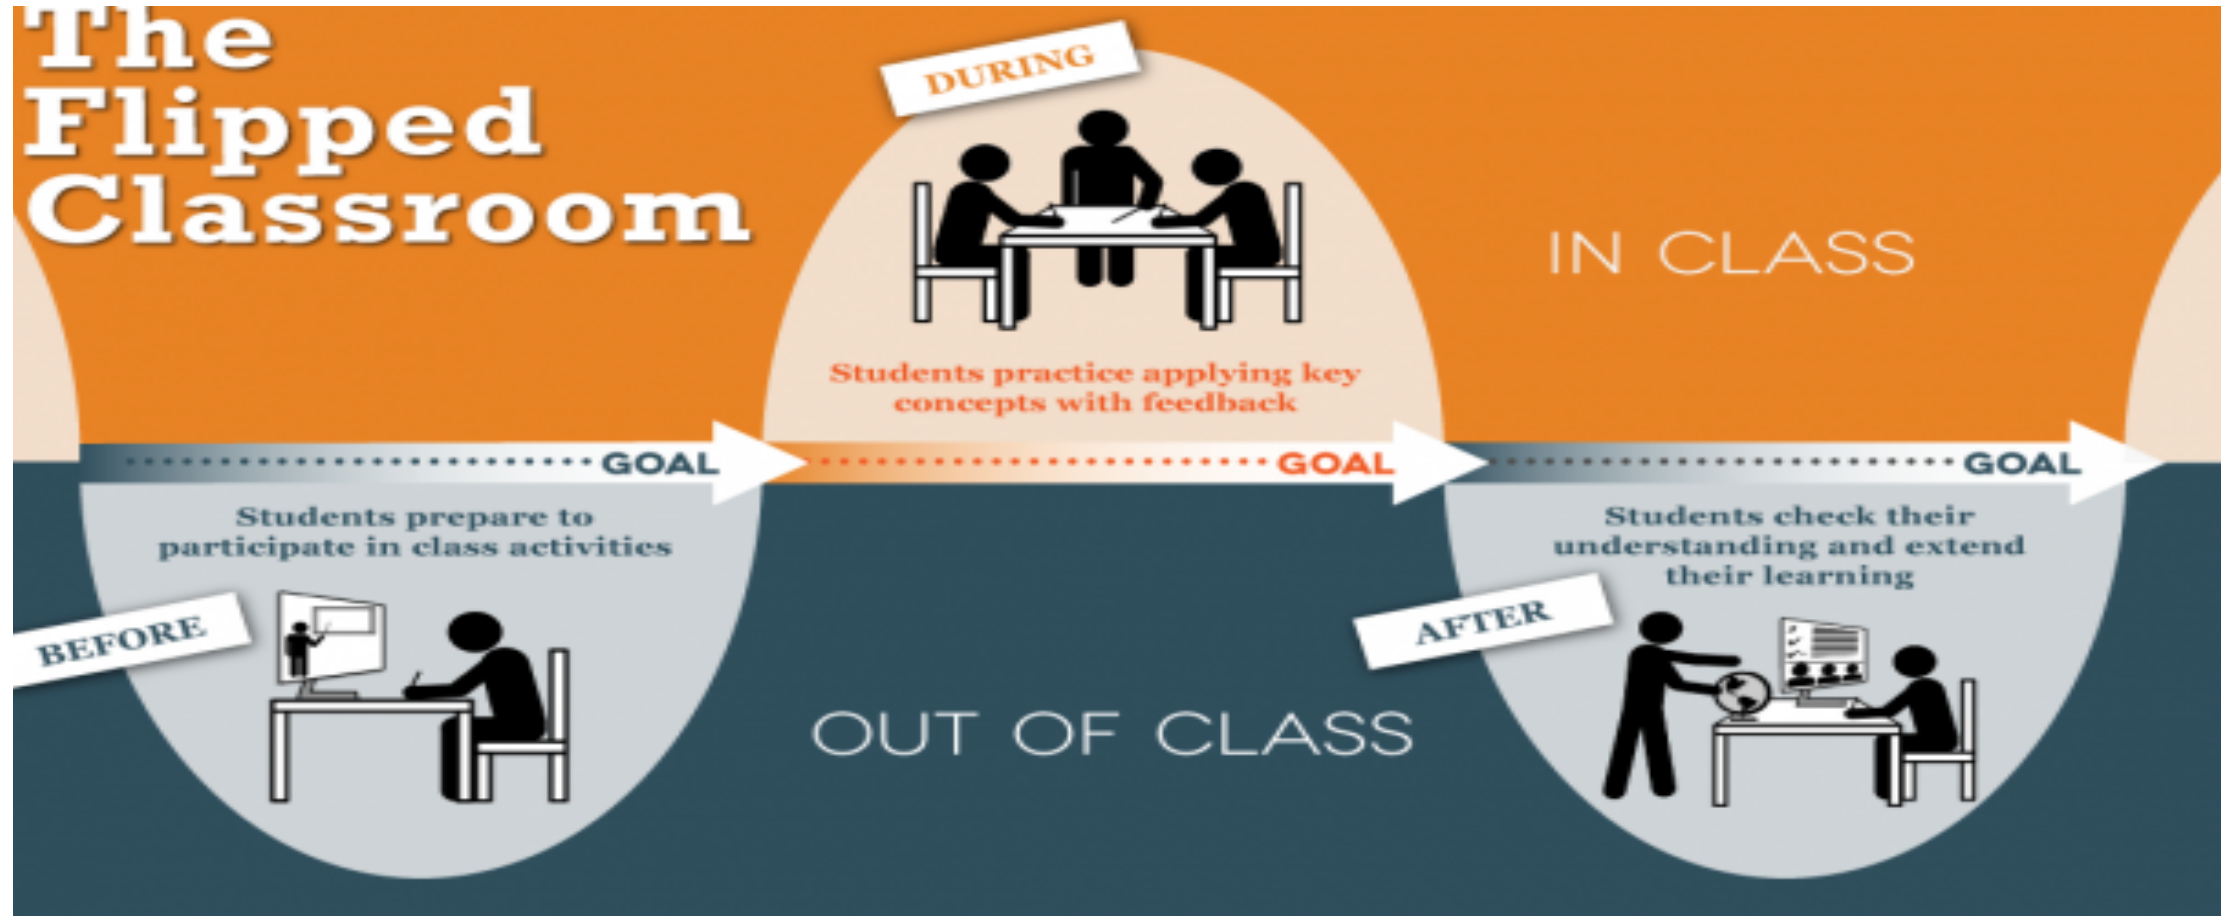 The
Flipped
Classroom
DURING
IN CLASS
Students practice applying key
concepts with feedback
GOAL
GOAL
GOAL
Students prepare to
participate in class activities
BEFORE
OUT OF CLASS
Students check their
understanding and extend
their learning
AFTER